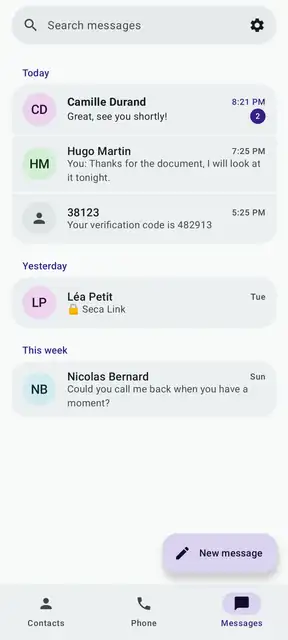 Search messages
Today
CD
Camille Durand
8:21 PM
Great, see you shortly!
2
HM
Hugo Martin
7:25 PM
You: Thanks for the document, I will look at
it tonight.
38123
5:25 PM
Your verification code is 482913
Yesterday
LP
Léa Petit
Tue
🔒 Seca Link
This week
NB
Nicolas Bernard
Sun
Could you call me back when you have a
moment?
New message
Contacts
Phone
Messages